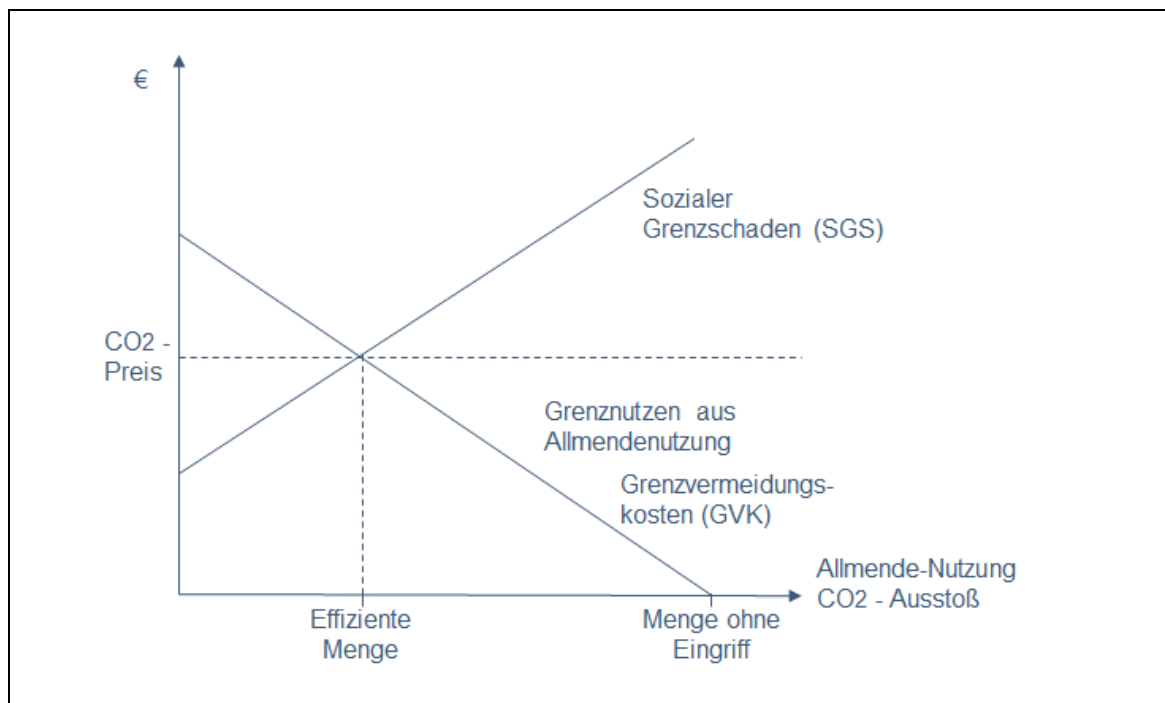 €
Sozialer
Grenzschaden (SGS)
CO2 -
Preis
Grenznutzen aus
Allmendenutzung
Grenzvermeidungs-
kosten (GVK)
Allmende-Nutzung
CO2 - Ausstoß
Effiziente
Menge
Menge ohne
Eingriff